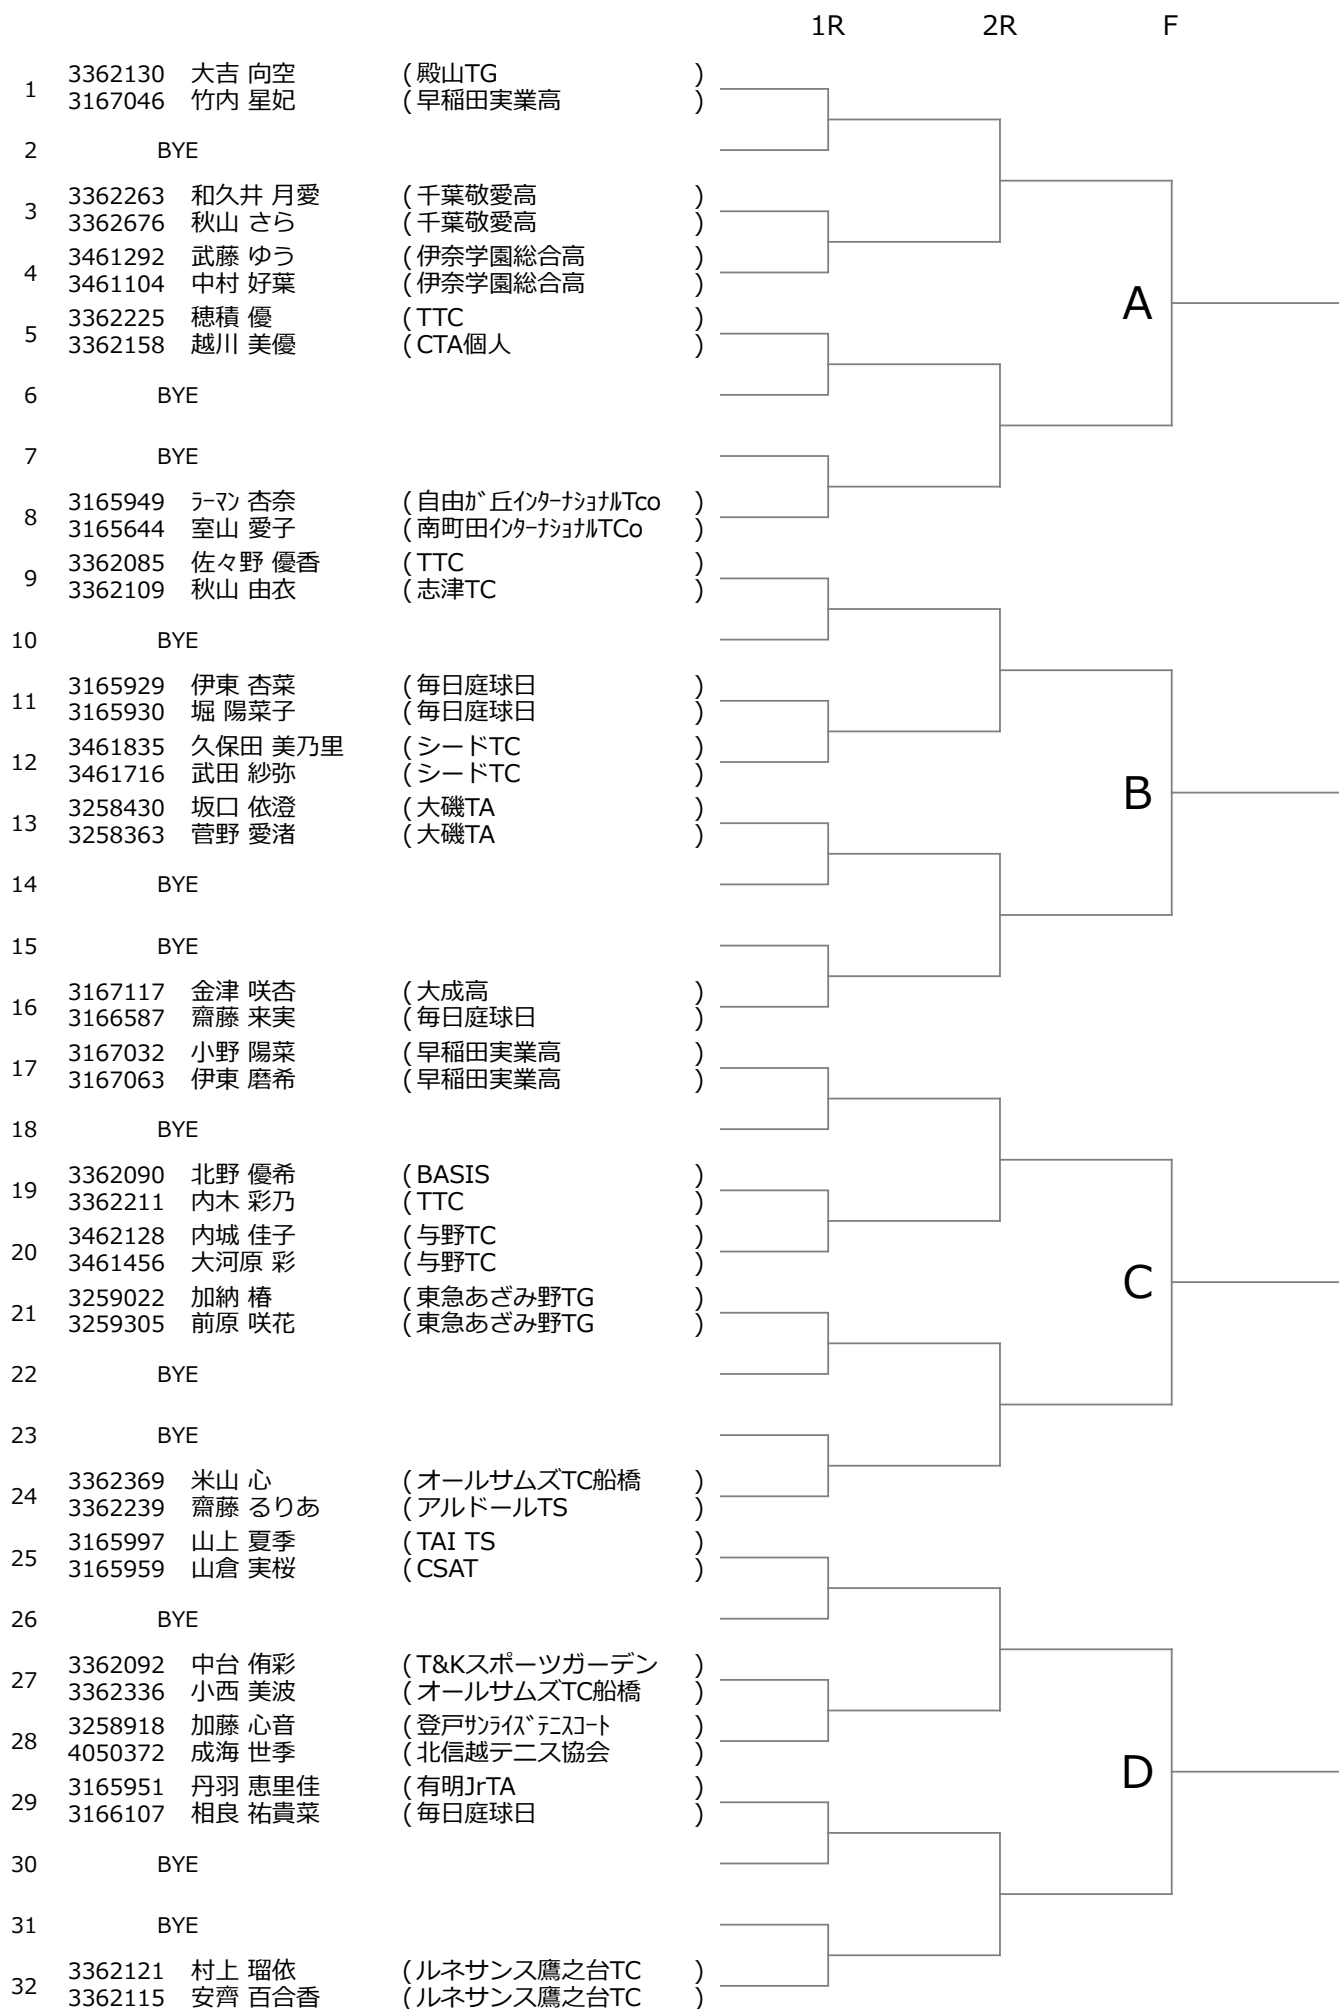 1R 2R F
1 3362130 大吉 向空 ( 殿山TG )
3167046 竹内 星妃 ( 早稲田実業高 )
2 BYE
3 3362263 和久井 月愛 ( 千葉敬愛高 )
3362676 秋山 さら ( 千葉敬愛高 )
4 3461292 武藤 ゆう ( 伊奈学園総合高 )
3461104 中村 好葉 ( 伊奈学園総合高 )
5 3362225 穂積 優 ( TTC )
3362158 越川 美優 ( CTA個人 )
A
6 BYE
7 BYE
8 3165949 ﾗｰﾏﾝ 杏奈 ( 自由が丘ｲﾝﾀｰﾅｼｮﾅﾙTco )
3165644 室山 愛子 ( 南町田ｲﾝﾀｰﾅｼｮﾅﾙTCo )
9 3362085 佐々野 優香 ( TTC )
3362109 秋山 由衣 ( 志津TC )
10 BYE
11 3165929 伊東 杏菜 ( 毎日庭球日 )
3165930 堀 陽菜子 ( 毎日庭球日 )
12 3461835 久保田 美乃里 ( シードTC )
3461716 武田 紗弥 ( シードTC )
13 3258430 坂口 依澄 ( 大磯TA )
3258363 菅野 愛渚 ( 大磯TA )
B
14 BYE
15 BYE
16 3167117 金津 咲杏 ( 大成高 )
3166587 齋藤 来実 ( 毎日庭球日 )
17 3167032 小野 陽菜 ( 早稲田実業高 )
3167063 伊東 磨希 ( 早稲田実業高 )
18 BYE
19 3362090 北野 優希 ( BASIS )
3362211 内木 彩乃 ( TTC )
20 3462128 内城 佳子 ( 与野TC )
3461456 大河原 彩 ( 与野TC )
21 3259022 加納 椿 ( 東急あざみ野TG )
3259305 前原 咲花 ( 東急あざみ野TG )
C
22 BYE
23 BYE
24 3362369 米山 心 ( オールサムズTC船橋 )
3362239 齋藤 るりあ ( アルドールTS )
25 3165997 山上 夏季 ( TAI TS )
3165959 山倉 実桜 ( CSAT )
26 BYE
27 3362092 中台 侑彩 ( T&Kスポーツガーデン )
3362336 小西 美波 ( オールサムズTC船橋 )
28 3258918 加藤 心音 ( 登戸ｻﾝﾗｲｽﾞﾃﾆｽｺｰﾄ )
4050372 成海 世季 ( 北信越テニス協会 )
29 3165951 丹羽 恵里佳 ( 有明JrTA )
3166107 相良 祐貴菜 ( 毎日庭球日 )
D
30 BYE
31 BYE
32 3362121 村上 瑠依 ( ルネサンス鷹之台TC )
3362115 安齊 百合香 ( ルネサンス鷹之台TC )